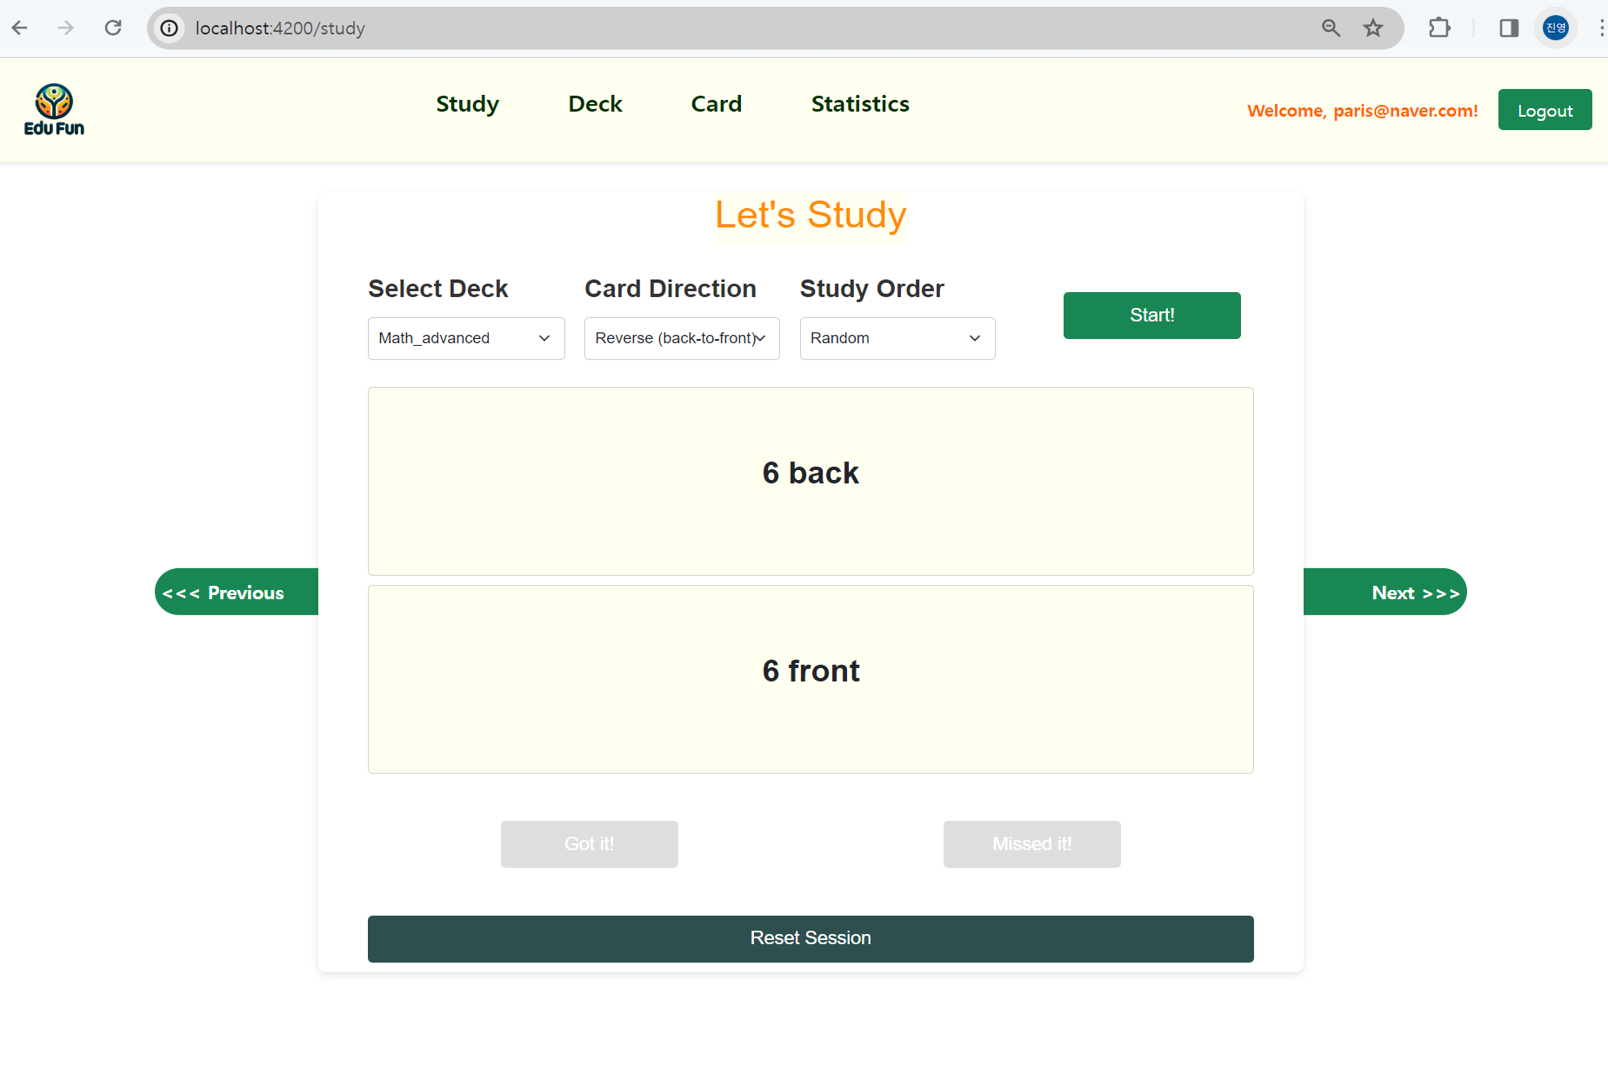 localhost:4200/study
진영
Edu Fun
Study Deck Card Statistics
Welcome, paris@naver.com!
Logout
Let's Study
Select Deck Card Direction Study Order
Start!
Math_advanced Reverse (back-to-front) Random
6 back
<<< Previous
Next >>>
6 front
Got it! Missed it!
Reset Session